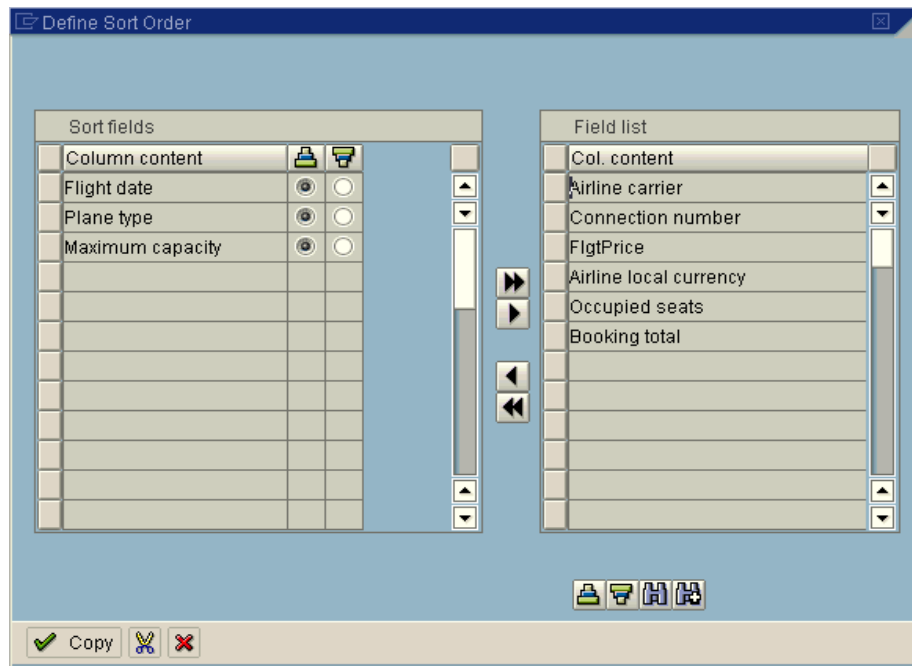 Define Sort Order
Sort fields
Column content
Flight date
Plane type
Maximum capacity
Field list
Col. content
Airline carrier
Connection number
FlgtPrice
Airline local currency
Occupied seats
Booking total
Copy